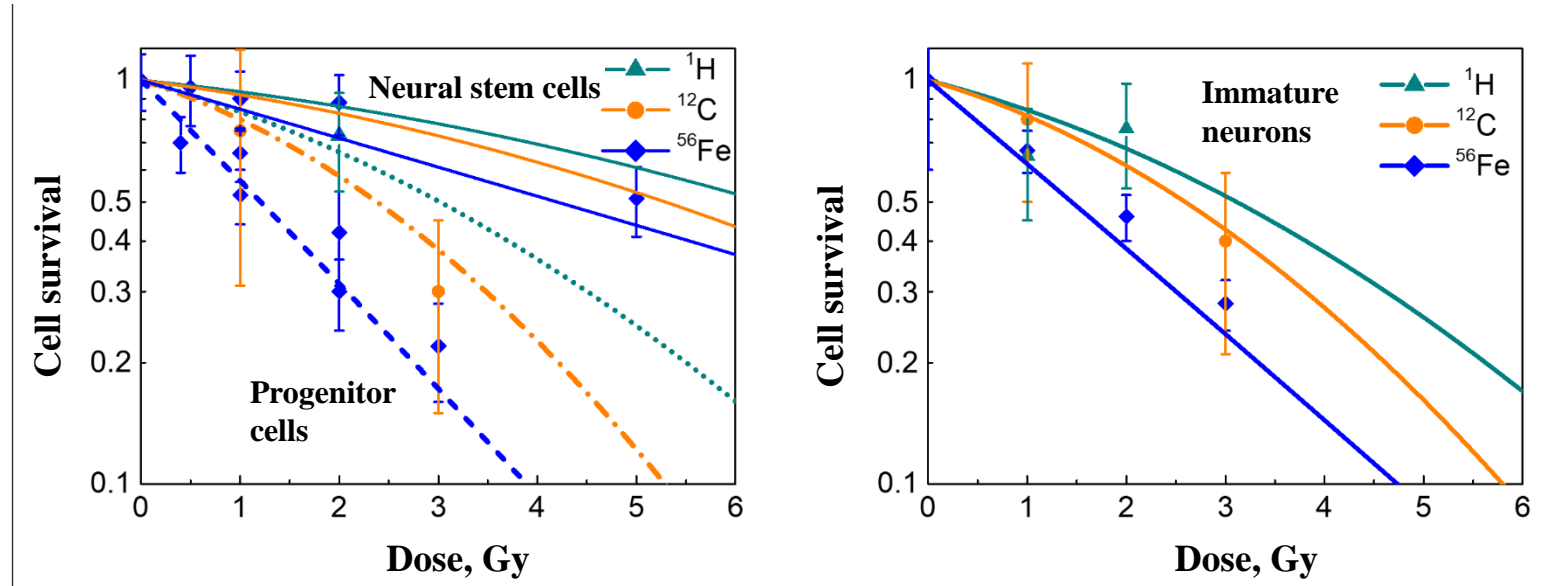 Cell survival
1
0.5
0.4
0.3
0.2
0.1
Neural stem cells
¹H
¹²C
⁵⁶Fe
Progenitor
cells
0 1 2 3 4 5 6
Dose, Gy
Cell survival
1
0.5
0.4
0.3
0.2
0.1
Immature
neurons
¹H
¹²C
⁵⁶Fe
0 1 2 3 4 5 6
Dose, Gy